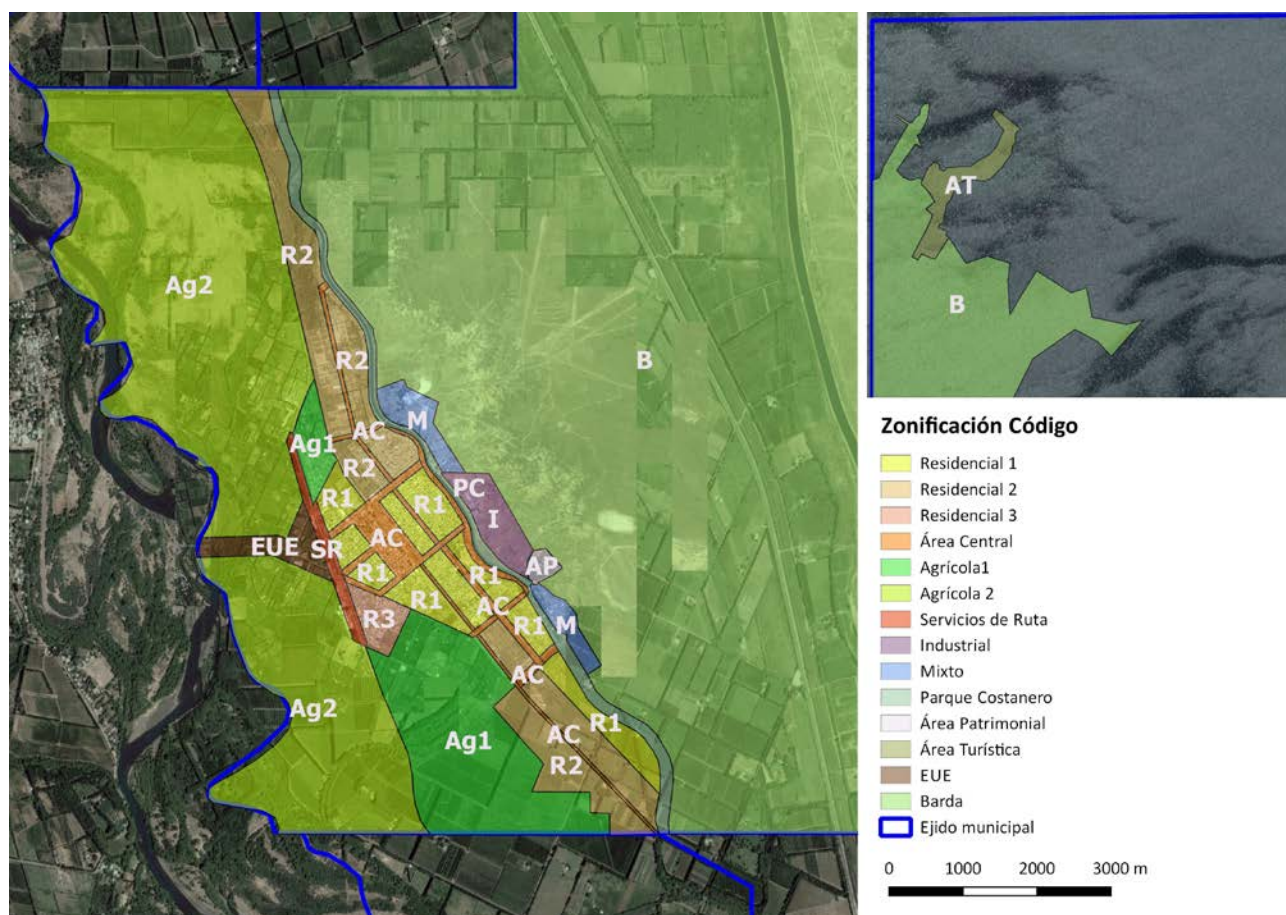 R2
Ag2
R2
B
M
AC
Ag1
R2
PC
R1
R1
I
AC
EUE
SR
AP
R1
R1
R1
AC
R3
R1
M
AC
Ag2
R1
AC
Ag1
R2
AT
B
Zonificación Código
Residencial 1
Residencial 2
Residencial 3
Área Central
Agrícola1
Agrícola 2
Servicios de Ruta
Industrial
Mixto
Parque Costanero
Área Patrimonial
Área Turística
EUE
Barda
Ejido municipal
0 1000 2000 3000 m